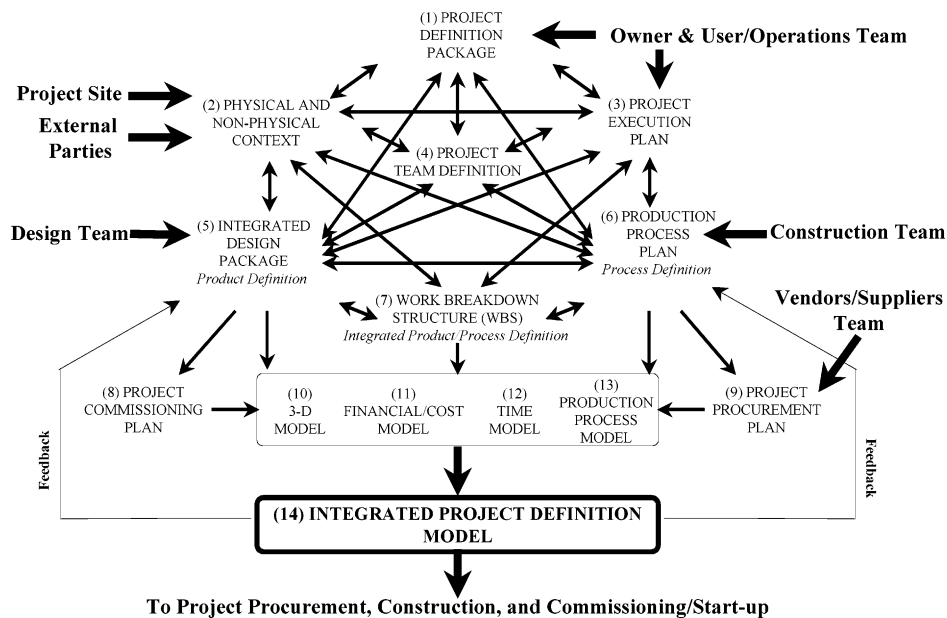 (1) PROJECT
DEFINITION
PACKAGE
Owner & User/Operations Team
Project Site
External
Parties
(2) PHYSICAL AND
NON-PHYSICAL
CONTEXT
(3) PROJECT
EXECUTION
PLAN
(4) PROJECT
TEAM DEFINITION
Design Team
(5) INTEGRATED
DESIGN
PACKAGE
Product Definition
(6) PRODUCTION
PROCESS
PLAN
Process Definition
Construction Team
(7) WORK BREAKDOWN
STRUCTURE (WBS)
Integrated Product/Process Definition
Vendors/Suppliers
Team
(8) PROJECT
COMMISSIONING
PLAN
(10)
3-D
MODEL
(11)
FINANCIAL/COST
MODEL
(12)
TIME
MODEL
(13)
PRODUCTION
PROCESS MODEL
(9) PROJECT
PROCUREMENT
PLAN
Feedback
Feedback
(14) INTEGRATED PROJECT DEFINITION
MODEL
To Project Procurement, Construction, and Commissioning/Start-up